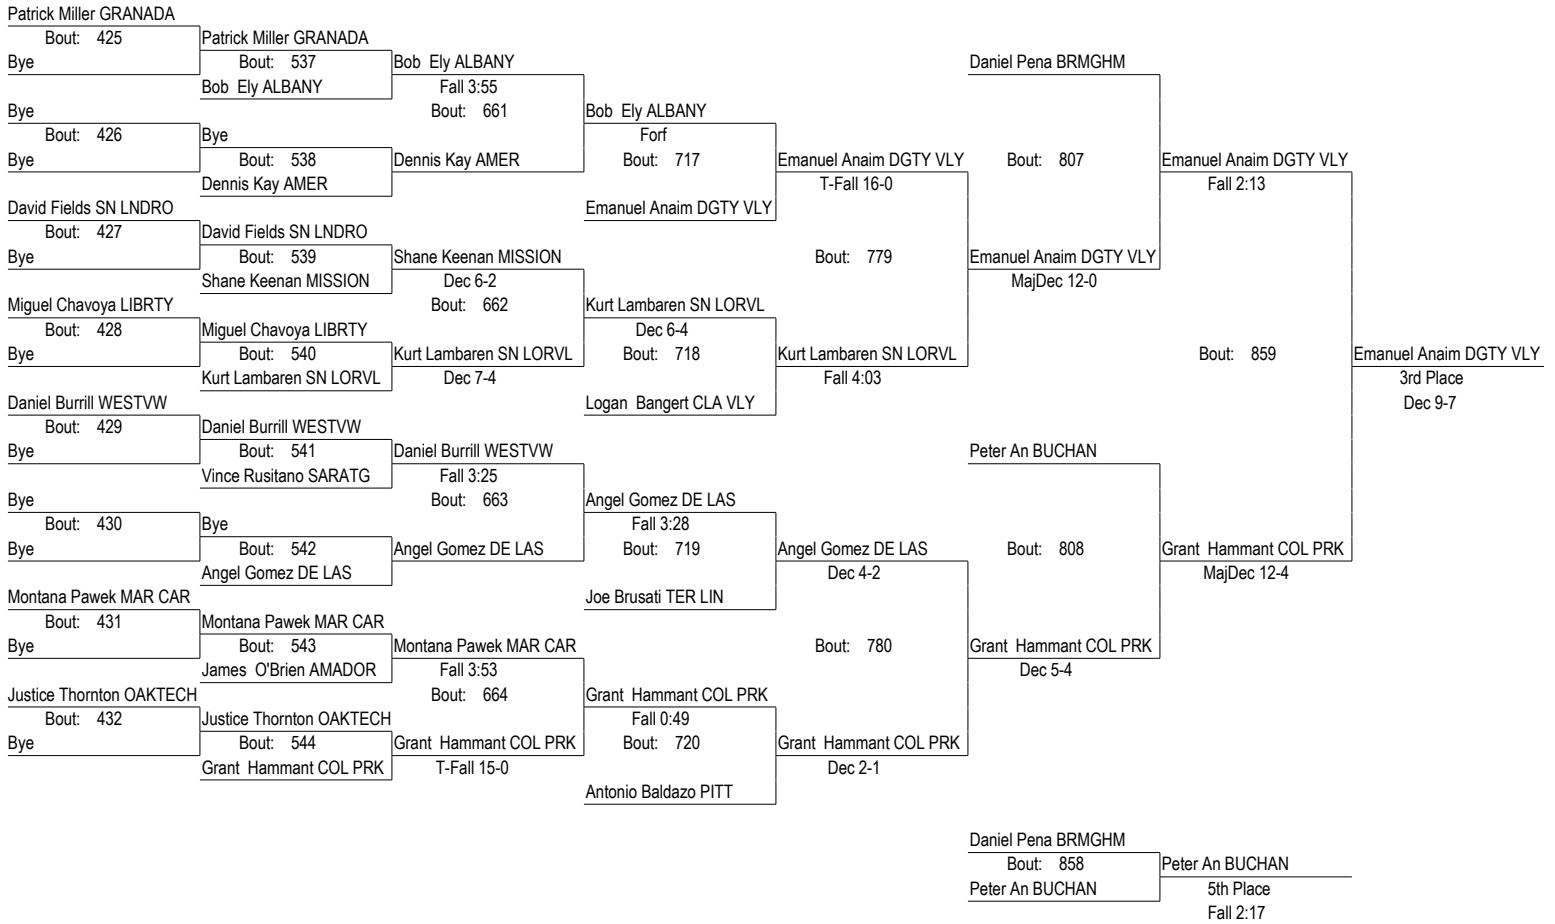 Patrick Miller GRANADA
Bout: 425
Bye
Bye
Bout: 426
Bye
David Fields SN LNDRO
Bout: 427
Bye
Miguel Chavoya LIBRTY
Bout: 428
Bye
Daniel Burrill WESTVW
Bout: 429
Bye
Bye
Bout: 430
Bye
Montana Pawek MAR CAR
Bout: 431
Bye
Justice Thornton OAKTECH
Bout: 432
Bye
Patrick Miller GRANADA
Bout: 537
Bob Ely ALBANY
Bye
Bout: 538
Dennis Kay AMER
David Fields SN LNDRO
Bout: 539
Shane Keenan MISSION
Miguel Chavoya LIBRTY
Bout: 540
Kurt Lambaren SN LORVL
Daniel Burrill WESTVW
Bout: 541
Vince Rusitano SARATG
Bye
Bout: 542
Angel Gomez DE LAS
Montana Pawek MAR CAR
Bout: 543
James O'Brien AMADOR
Justice Thornton OAKTECH
Bout: 544
Grant Hammant COL PRK
Bob Ely ALBANY
Fall 3:55
Bout: 661
Dennis Kay AMER
Shane Keenan MISSION
Dec 6-2
Bout: 662
Kurt Lambaren SN LORVL
Dec 7-4
Daniel Burrill WESTVW
Fall 3:25
Bout: 663
Angel Gomez DE LAS
Montana Pawek MAR CAR
Fall 3:53
Bout: 664
Grant Hammant COL PRK
T-Fall 15-0
Bob Ely ALBANY
Forf
Bout: 717
Emanuel Anaim DGTY VLY
Kurt Lambaren SN LORVL
Dec 6-4
Bout: 718
Logan Bangert CLA VLY
Angel Gomez DE LAS
Fall 3:28
Bout: 719
Joe Brusati TER LIN
Grant Hammant COL PRK
Fall 0:49
Bout: 720
Antonio Baldazo PITT
Emanuel Anaim DGTY VLY
T-Fall 16-0
Bout: 779
Kurt Lambaren SN LORVL
Fall 4:03
Angel Gomez DE LAS
Dec 4-2
Bout: 780
Grant Hammant COL PRK
Dec 2-1
Daniel Pena BRMGHM
Bout: 807
Emanuel Anaim DGTY VLY
MajDec 12-0
Peter An BUCHAN
Bout: 808
Grant Hammant COL PRK
Dec 5-4
Emanuel Anaim DGTY VLY
Fall 2:13
Bout: 859
Grant Hammant COL PRK
MajDec 12-4
Emanuel Anaim DGTY VLY
3rd Place
Dec 9-7
Daniel Pena BRMGHM
Bout: 858
Peter An BUCHAN
Peter An BUCHAN
5th Place
Fall 2:17